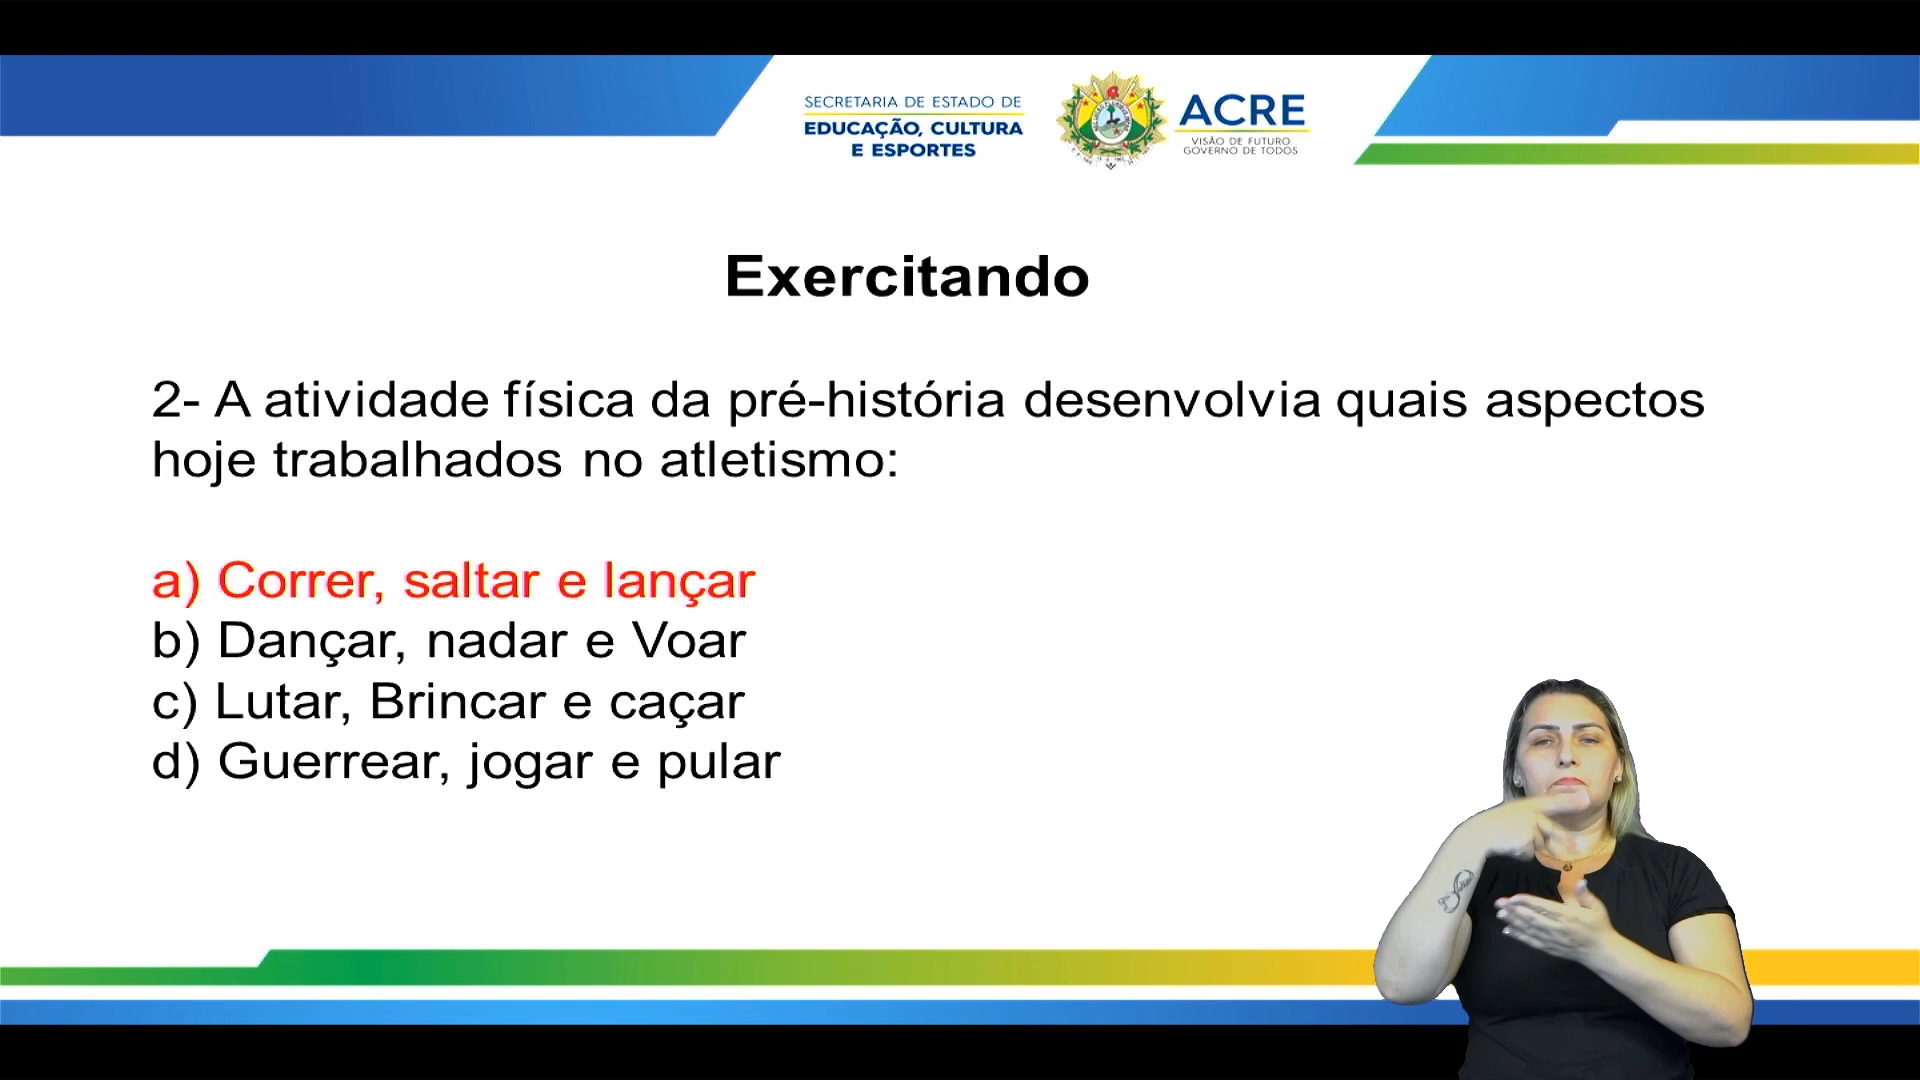 SECRETARIA DE ESTADO DE
EDUCAÇÃO, CULTURA
E ESPORTES
ACRE
VISÃO DE FUTURO
GOVERNO DE TODOS
Exercitando
2- A atividade física da pré-história desenvolvia quais aspectos
hoje trabalhados no atletismo:
a) Correr, saltar e lançar
b) Dançar, nadar e Voar
c) Lutar, Brincar e caçar
d) Guerrear, jogar e pular